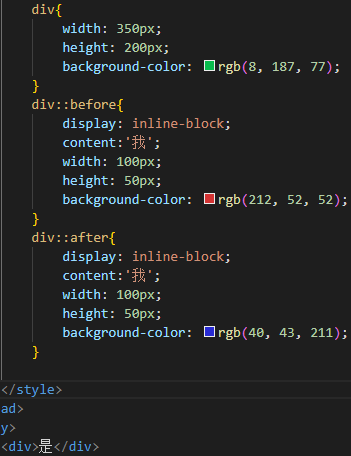 div{
width: 350px;
height: 200px;
background-color: rgb(8, 187, 77);
}
div::before{
display: inline-block;
content:'我';
width: 100px;
height: 50px;
background-color: rgb(212, 52, 52);
}
div::after{
display: inline-block;
content:'我';
width: 100px;
height: 50px;
background-color: rgb(40, 43, 211);
}
</style>
ad>
y>
<div>是</div>